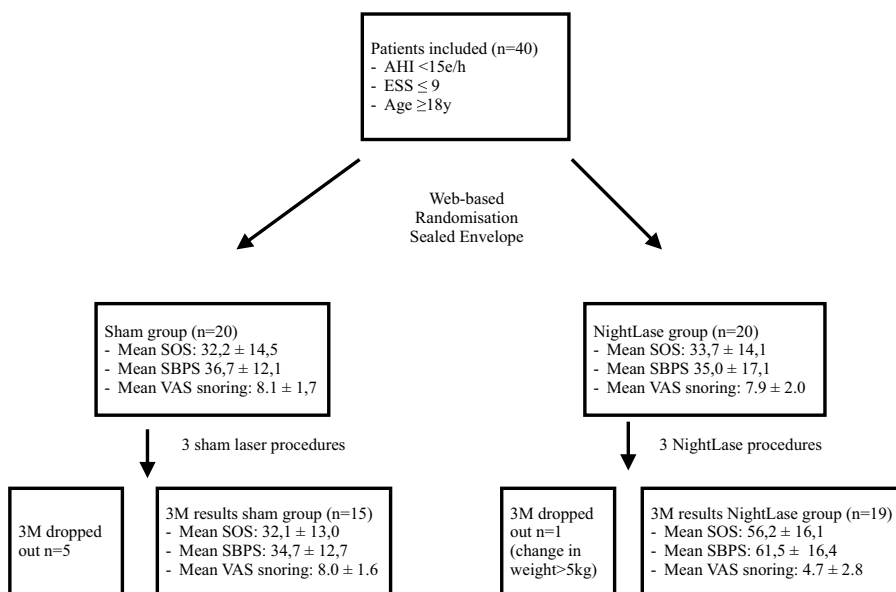 Patients included (n=40)
- AHI <15e/h
- ESS ≤ 9
- Age ≥18y
Web-based
Randomisation
Sealed Envelope
Sham group (n=20)
- Mean SOS: 32,2 ± 14,5
- Mean SBPS 36,7 ± 12,1
- Mean VAS snoring: 8.1 ± 1,7
NightLase group (n=20)
- Mean SOS: 33,7 ± 14,1
- Mean SBPS 35,0 ± 17,1
- Mean VAS snoring: 7.9 ± 2.0
3 sham laser procedures
3 NightLase procedures
3M dropped
out n=5
3M results sham group (n=15)
- Mean SOS: 32,1 ± 13,0
- Mean SBPS: 34,7 ± 12,7
- Mean VAS snoring: 8.0 ± 1.6
3M dropped
out n=1
(change in
weight>5kg)
3M results NightLase group (n=19)
- Mean SOS: 56,2 ± 16,1
- Mean SBPS: 61,5 ± 16,4
- Mean VAS snoring: 4.7 ± 2.8